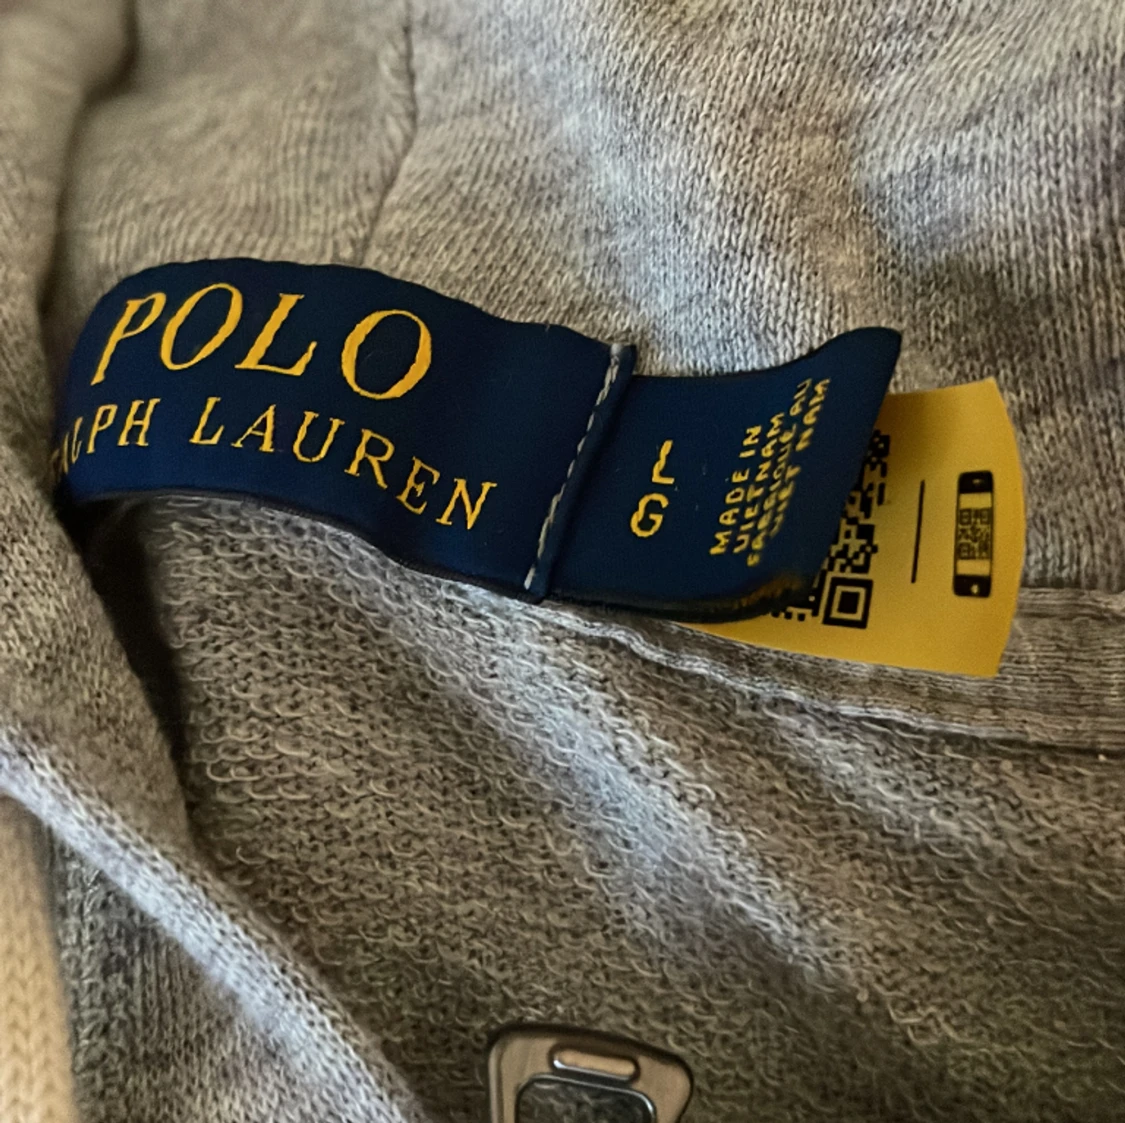 POLO
RALPH LAUREN
L
G
MADE IN
VIETNAM
FABRIQUE AU
VIET NAM